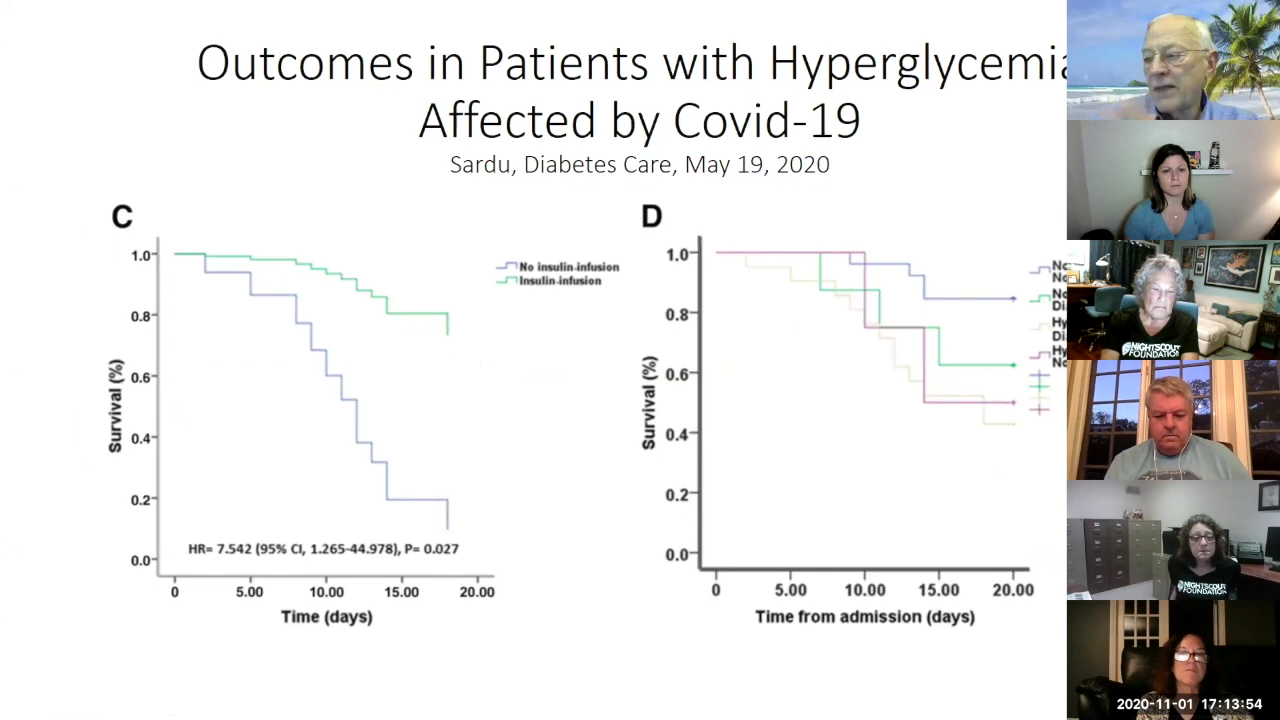 Outcomes in Patients with Hyperglycemia
Affected by Covid-19
Sardu, Diabetes Care, May 19, 2020
C
Survival (%)
1.0
0.8
0.6
0.4
0.2
0.0
No insulin-infusion
Insulin-infusion
HR= 7.542 (95% CI, 1.265-44.978), P= 0.027
0 5.00 10.00 15.00 20.00
Time (days)
D
Survival (%)
1.0
0.8
0.6
0.4
0.2
0.0
0 5.00 10.00 15.00 20.00
Time from admission (days)
NIGHTSCOUT
FOUNDATION
NIGHTSCOUT
FOUNDATION
2020-11-01 17:13:54